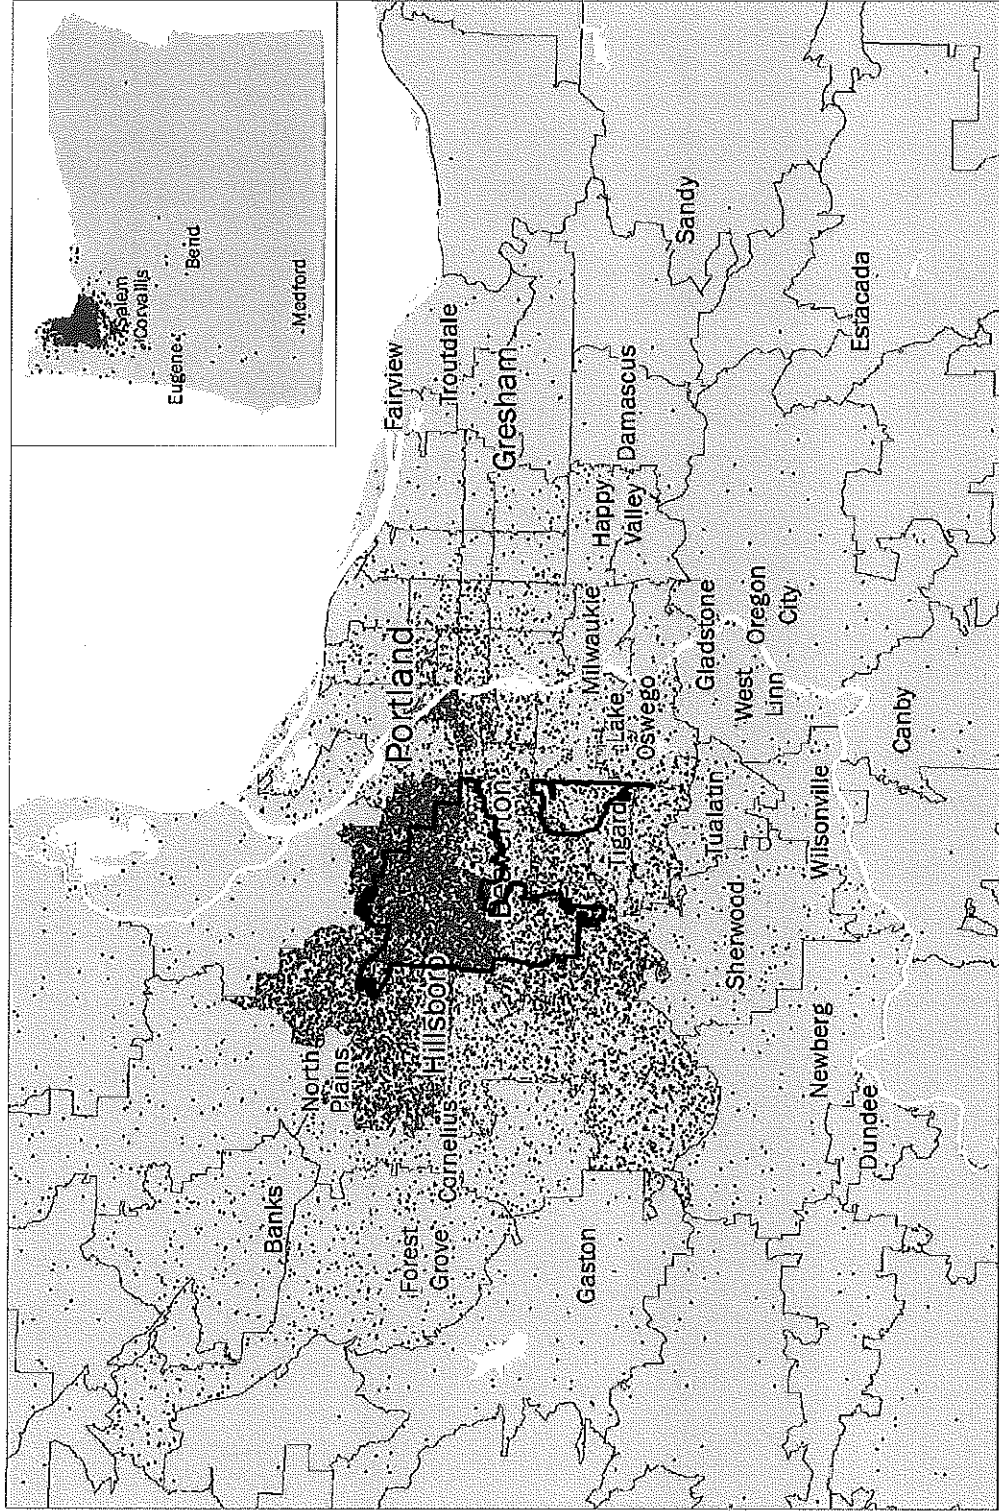 Salem
Corvallis
Eugene
Bend
Medford
Banks
North
Plains
Forest
Grove
Cornelius
Hillsboro
Portland
Fairview
Troutdale
Gresham
Beaverton
Gaston
Tigard
Lake
Oswego
Milwaukie
Happy
Valley
Damascus
Sandy
Tualatin
Sherwood
West
Linn
Gladstone
Oregon
City
Newberg
Dundee
Wilsonville
Canby
Estacada